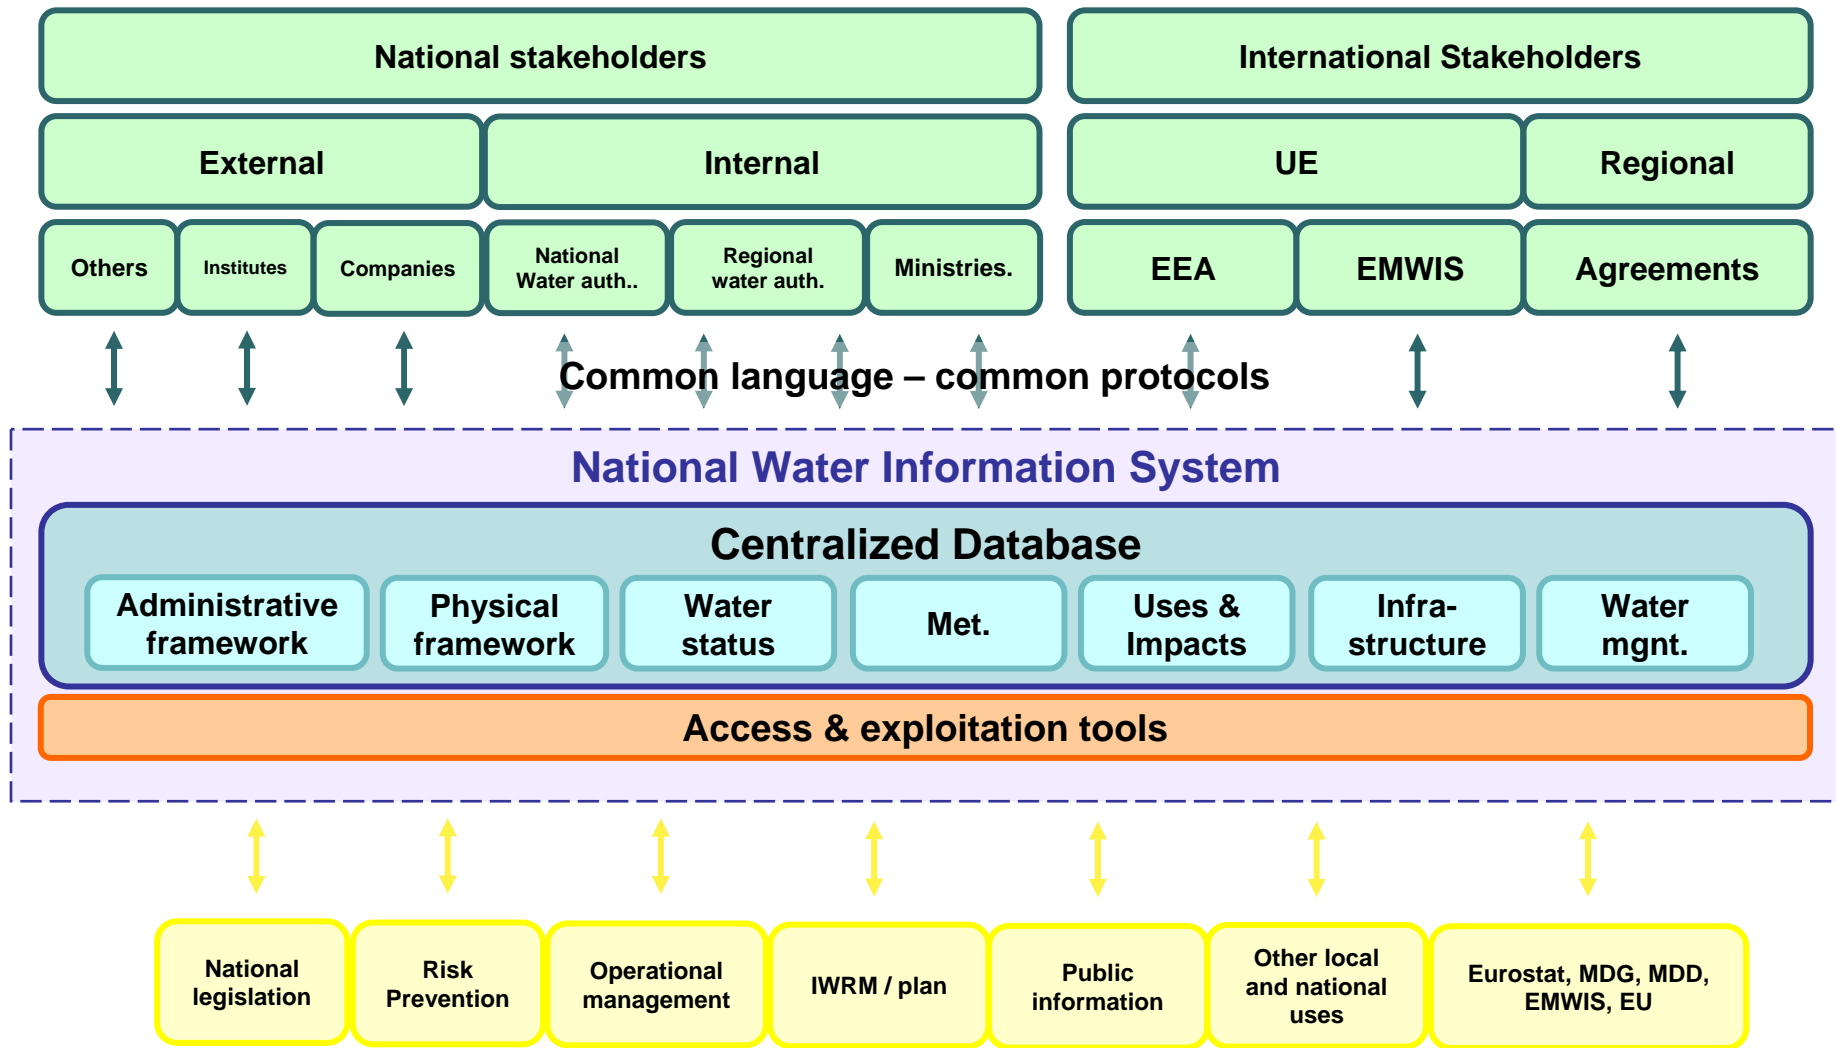 National stakeholders
International Stakeholders
External
Internal
UE
Regional
Others
Institutes
Companies
National
Water auth..
Regional
water auth.
Ministries.
EEA
EMWIS
Agreements
Common language – common protocols
National Water Information System
Centralized Database
Administrative
framework
Physical
framework
Water
status
Met.
Uses &
Impacts
Infra-
structure
Water
mgnt.
Access & exploitation tools
National
legislation
Risk
Prevention
Operational
management
IWRM / plan
Public
information
Other local
and national
uses
Eurostat, MDG, MDD,
EMWIS, EU